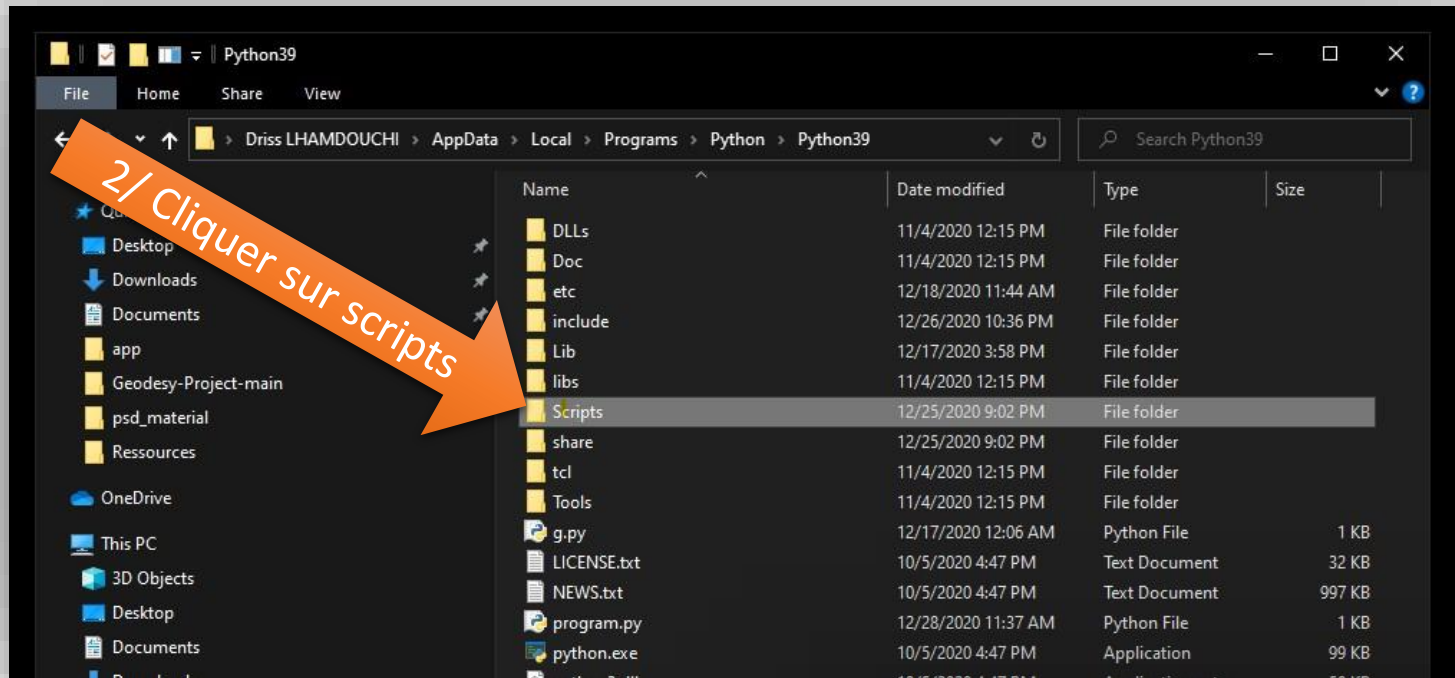 Python39
File Home Share View
Driss LHAMDOUCHI > AppData > Local > Programs > Python > Python39
Search Python39
2/ Cliquer sur scripts
Desktop
Downloads
Documents
app
Geodesy-Project-main
psd_material
Ressources
OneDrive
This PC
3D Objects
Desktop
Documents
Name Date modified Type Size
DLLs 11/4/2020 12:15 PM File folder
Doc 11/4/2020 12:15 PM File folder
etc 12/18/2020 11:44 AM File folder
include 12/26/2020 10:36 PM File folder
Lib 12/17/2020 3:58 PM File folder
libs 11/4/2020 12:15 PM File folder
Scripts 12/25/2020 9:02 PM File folder
share 12/25/2020 9:02 PM File folder
tcl 11/4/2020 12:15 PM File folder
Tools 11/4/2020 12:15 PM File folder
g.py 12/17/2020 12:06 AM Python File 1 KB
LICENSE.txt 10/5/2020 4:47 PM Text Document 32 KB
NEWS.txt 10/5/2020 4:47 PM Text Document 997 KB
program.py 12/28/2020 11:37 AM Python File 1 KB
python.exe 10/5/2020 4:47 PM Application 99 KB